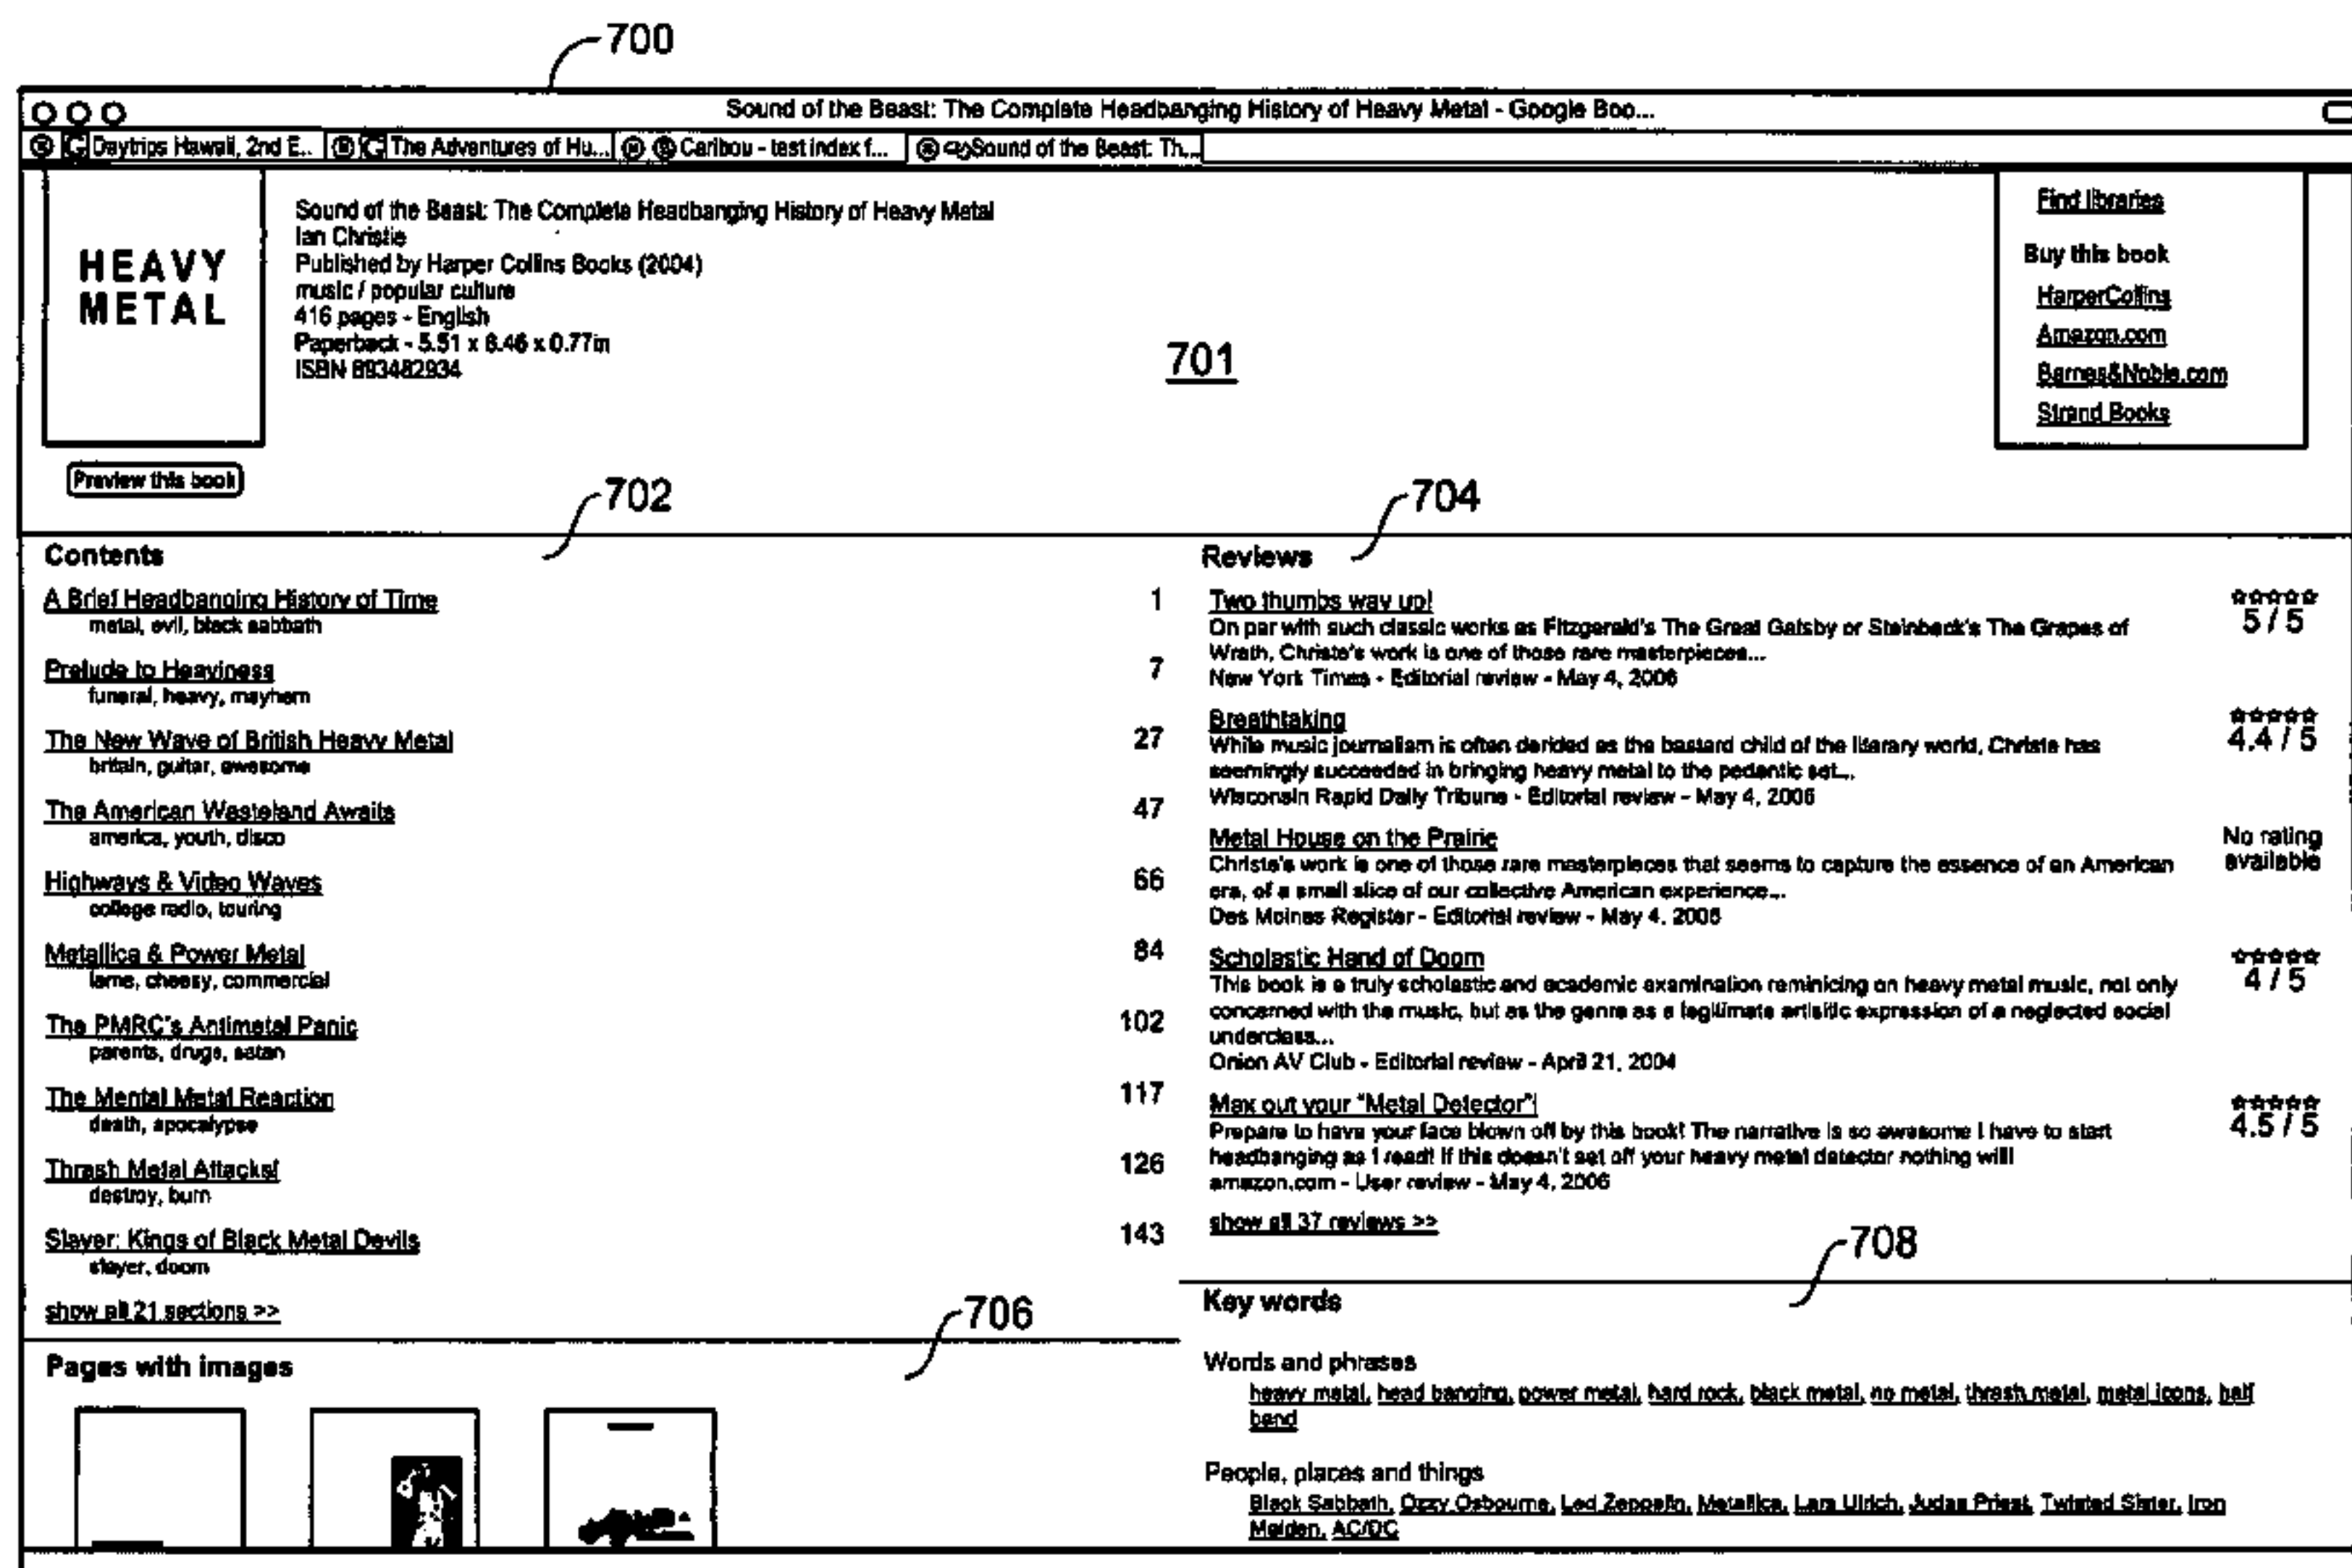 700
Sound of the Beast: The Complete Headbanging History of Heavy Metal - Google Boo...
Daytrips Hawaii, 2nd E.. The Adventures of Hu... Caribou - test index f... Sound of the Beast: Th...
HEAVY
METAL
Preview this book
Sound of the Beast: The Complete Headbanging History of Heavy Metal
Ian Christie
Published by Harper Collins Books (2004)
music / popular culture
416 pages - English
Paperback - 5.51 x 8.46 x 0.77in
ISBN 893482934
701
Find libraries
Buy this book
HarperCollins
Amazon.com
Barnes&Noble.com
Strand Books
702
Contents
A Brief Headbanging History of Time 1
metal, evil, black sabbath
Prelude to Heaviness 7
funeral, heavy, mayhem
The New Wave of British Heavy Metal 27
britain, guitar, awesome
The American Wasteland Awaits 47
america, youth, disco
Highways & Video Waves 66
college radio, touring
Metallica & Power Metal 84
lame, cheesy, commercial
The PMRC's Antimetal Panic 102
parents, drugs, satan
The Mental Metal Reaction 117
death, apocalypse
Thrash Metal Attacks! 126
destroy, burn
Slayer: Kings of Black Metal Devils 143
slayer, doom
show all 21 sections >>
704
Reviews
Two thumbs way up!
5 / 5
On par with such classic works as Fitzgerald's The Great Gatsby or Steinbeck's The Grapes of
Wrath, Christe's work is one of those rare masterpieces...
New York Times - Editorial review - May 4, 2006
Breathtaking
4.4 / 5
While music journalism is often derided as the bastard child of the literary world, Christe has
seemingly succeeded in bringing heavy metal to the pedantic set...
Wisconsin Rapid Daily Tribune - Editorial review - May 4, 2006
Metal House on the Prairie
No rating
available
Christe's work is one of those rare masterpieces that seems to capture the essence of an American
era, of a small slice of our collective American experience...
Des Moines Register - Editorial review - May 4, 2006
Scholastic Hand of Doom
4 / 5
This book is a truly scholastic and academic examination reminicing on heavy metal music, not only
concerned with the music, but as the genre as a legitimate artisitic expression of a neglected social
underclass...
Onion AV Club - Editorial review - April 21, 2004
Max out your "Metal Detector"!
4.5 / 5
Prepare to have your face blown off by this book! The narrative is so awesome I have to start
headbanging as I read! If this doesn't set off your heavy metal detector nothing will!
amazon.com - User review - May 4, 2006
show all 37 reviews >>
706
Pages with images
708
Key words
Words and phrases
heavy metal, head banging, power metal, hard rock, black metal, no metal, thrash metal, metal icons, half
band
People, places and things
Black Sabbath, Ozzy Osbourne, Led Zeppelin, Metallica, Lars Ulrich, Judas Priest, Twisted Sister, Iron
Maiden, AC/DC